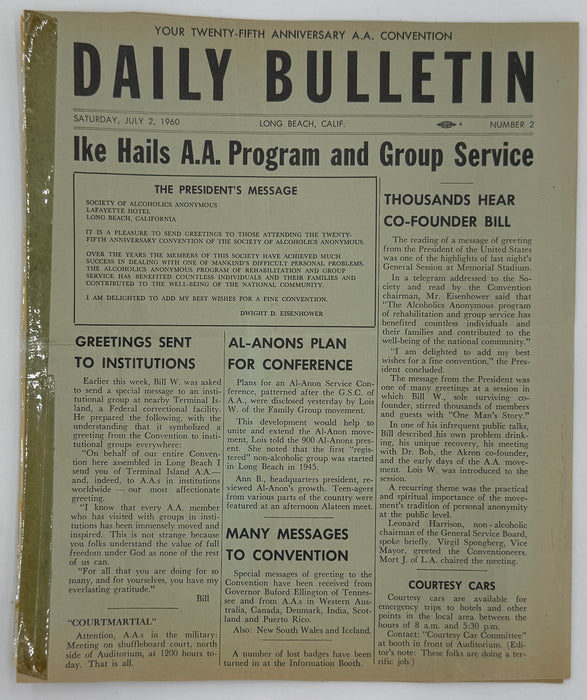 YOUR TWENTY-FIFTH ANNIVERSARY A.A. CONVENTION
DAILY BULLETIN
SATURDAY, JULY 2, 1960 LONG BEACH, CALIF. NUMBER 2
Ike Hails A.A. Program and Group Service
THE PRESIDENT'S MESSAGE
SOCIETY OF ALCOHOLICS ANONYMOUS
LAFAYETTE HOTEL
LONG BEACH, CALIFORNIA
IT IS A PLEASURE TO SEND GREETINGS TO THOSE ATTENDING THE TWENTY-
FIFTH ANNIVERSARY CONVENTION OF THE SOCIETY OF ALCOHOLICS ANONYMOUS.
OVER THE YEARS THE MEMBERS OF THIS SOCIETY HAVE ACHIEVED MUCH
SUCCESS IN DEALING WITH ONE OF MANKIND'S DIFFICULT PERSONAL PROBLEMS.
THE ALCOHOLICS ANONYMOUS PROGRAM OF REHABILITATION AND GROUP
SERVICE HAS BENEFITED COUNTLESS INDIVIDUALS AND THEIR FAMILIES AND
CONTRIBUTED TO THE WELL-BEING OF THE NATIONAL COMMUNITY.
I AM DELIGHTED TO ADD MY BEST WISHES FOR A FINE CONVENTION.
DWIGHT D. EISENHOWER
GREETINGS SENT
TO INSTITUTIONS
Earlier this week, Bill W. was asked
to send a special message to an insti-
tutional group at nearby Terminal Is-
land, a Federal correctional facility.
He prepared the following, with the
understanding that it symbolized a
greeting from the Convention to insti-
tutional groups everywhere:
"On behalf of our entire Conven-
tion here assembled in Long Beach I
send you of Terminal Island A.A.—
and, indeed, to A.A.s in institutions
worldwide — our most affectionate
greeting.
"I know that every A.A. member
who has visited with groups in insti-
tutions has been immensely moved and
inspired. This is not strange because
you folks understand the value of full
freedom under God as none of the rest
of us can.
"For all that you are doing for so
many, and for yourselves, you have my
everlasting gratitude."
Bill
"COURTMARTIAL"
Attention, A.A.s in the military:
Meeting on shuffleboard court, north
side of Auditorium, at 1200 hours to-
day. That is all.
AL-ANONS PLAN
FOR CONFERENCE
Plans for an Al-Anon Service Con-
ference, patterned after the G.S.C. of
A.A., were disclosed yesterday by Lois
W. of the Family Group movement.
This development would help to
unite and extend the Al-Anon move-
ment, Lois told the 900 Al-Anons pres-
ent. She noted that the first "regis-
tered" non-alcoholic group was started
in Long Beach in 1945.
Ann B., headquarters president, re-
viewed Al-Anon's growth. Teen-agers
from various parts of the country were
featured at an afternoon Alateen meet.
MANY MESSAGES
TO CONVENTION
Special messages of greeting to the
Convention have been received from
Governor Buford Ellington of Tennes-
see and from A.A.s in Western Aus-
tralia, Canada, Denmark, India, Scot-
land and Puerto Rico.
Also: New South Wales and Iceland.
A number of lost badges have been
turned in at the Information Booth.
THOUSANDS HEAR
CO-FOUNDER BILL
The reading of a message of greeting
from the President of the United States
was one of the highlights of last night's
General Session at Memorial Stadium.
In a telegram addressed to the So-
ciety and read by the Convention
chairman, Mr. Eisenhower said that
"The Alcoholics Anonymous program
of rehabilitation and group service has
benefited countless individuals and
their families and contributed to the
well-being of the national community."
"I am delighted to add my best
wishes for a fine convention," the Pres-
ident concluded.
The message from the President was
one of many greetings at a session in
which Bill W., sole surviving co-
founder, stirred thousands of members
and guests with "One Man's Story."
In one of his infrequent public talks,
Bill described his own problem drink-
ing, his unique recovery, his meeting
with Dr. Bob, the Akron co-founder,
and the early days of the A.A. move-
ment. Lois W. was introduced to the
session.
A recurring theme was the practical
and spiritual importance of the move-
ment's tradition of personal anonymity
at the public level.
Leonard Harrison, non-alcoholic
chairman of the General Service Board,
spoke briefly. Virgil Spongberg, Vice
Mayor, greeted the Conventioneers.
Mort J. of L.A. chaired the meeting.
COURTESY CARS
Courtesy cars are available for
emergency trips to hotels and other
points in the local area between the
hours of 8 a.m. and 5:30 p.m.
Contact: "Courtesy Car Committee"
at booth in front of Auditorium. (Edi-
tor's note: These folks are doing a ter-
rific job.)